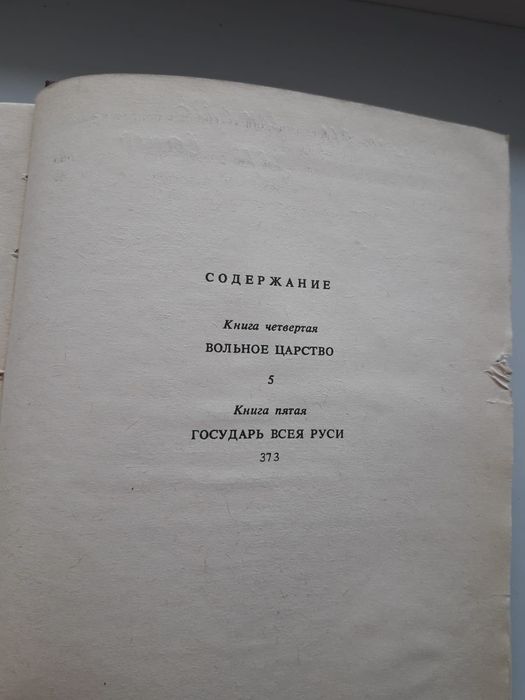 СОДЕРЖАНИЕ
Книга четвертая
ВОЛЬНОЕ ЦАРСТВО
5
Книга пятая
ГОСУДАРЬ ВСЕЯ РУСИ
373